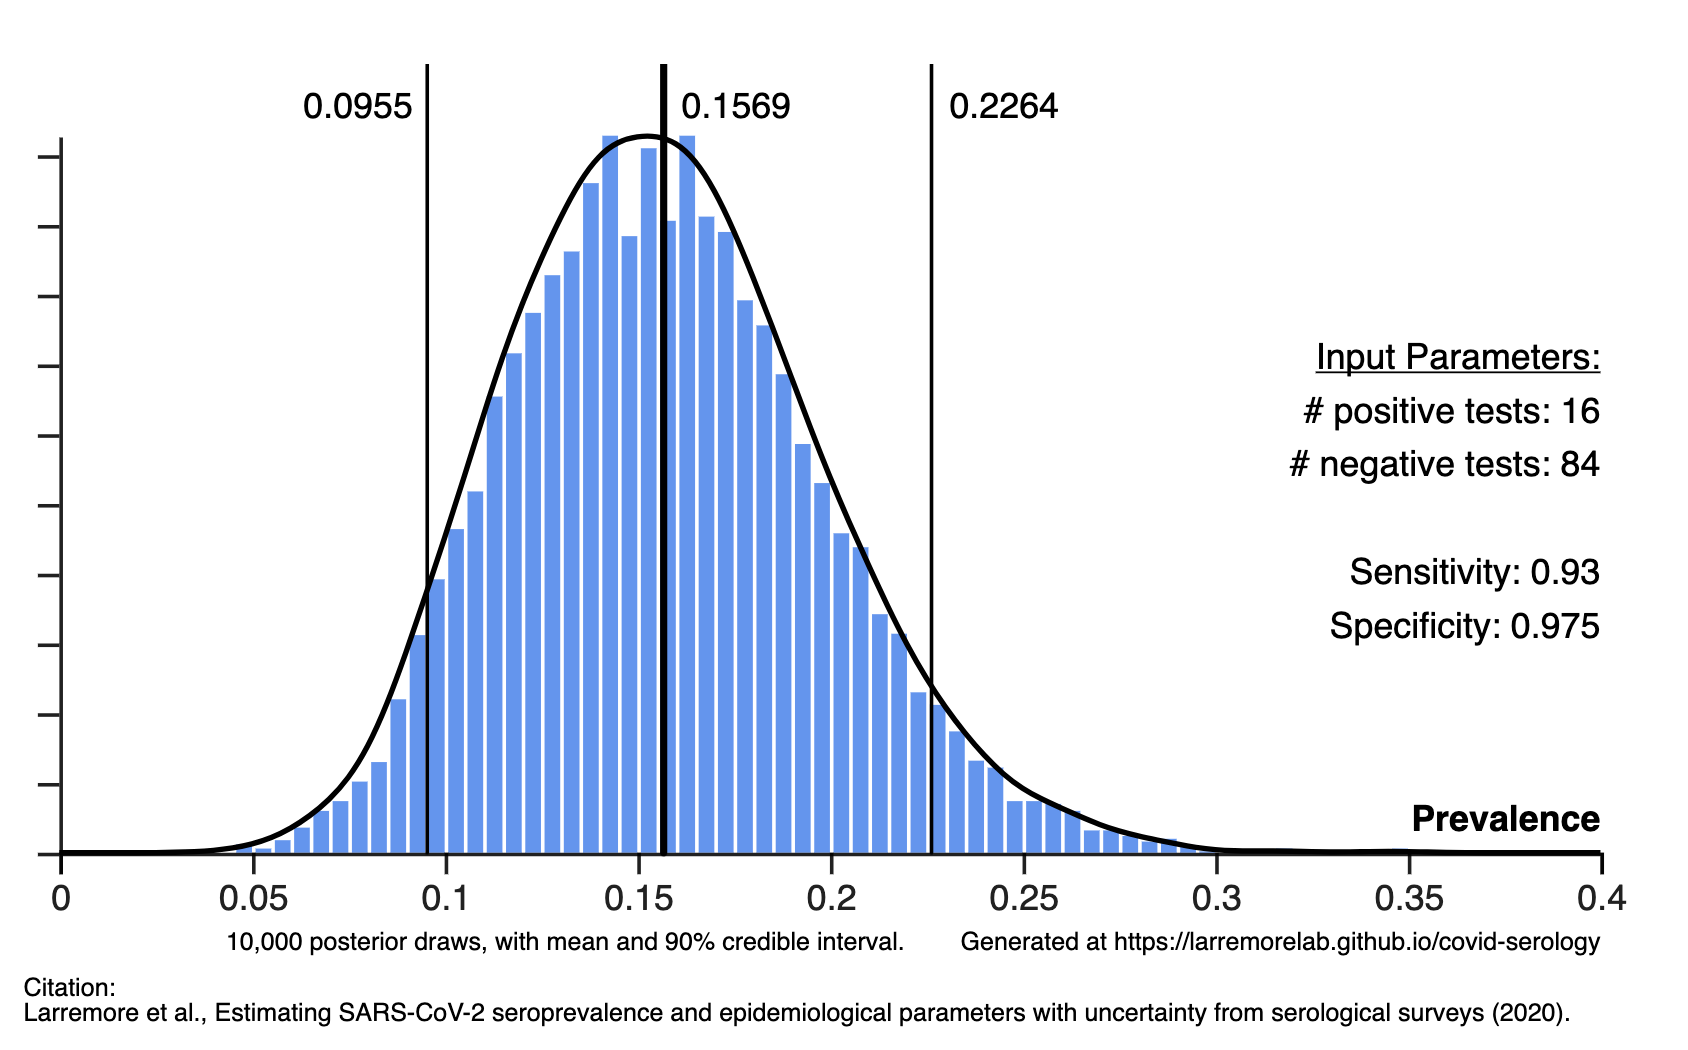 0.0955
0.1569
0.2264
Input Parameters:
# positive tests: 16
# negative tests: 84
Sensitivity: 0.93
Specificity: 0.975
Prevalence
0 0.05 0.1 0.15 0.2 0.25 0.3 0.35 0.4
10,000 posterior draws, with mean and 90% credible interval.
Generated at https://larremorelab.github.io/covid-serology
Citation:
Larremore et al., Estimating SARS-CoV-2 seroprevalence and epidemiological parameters with uncertainty from serological surveys (2020).